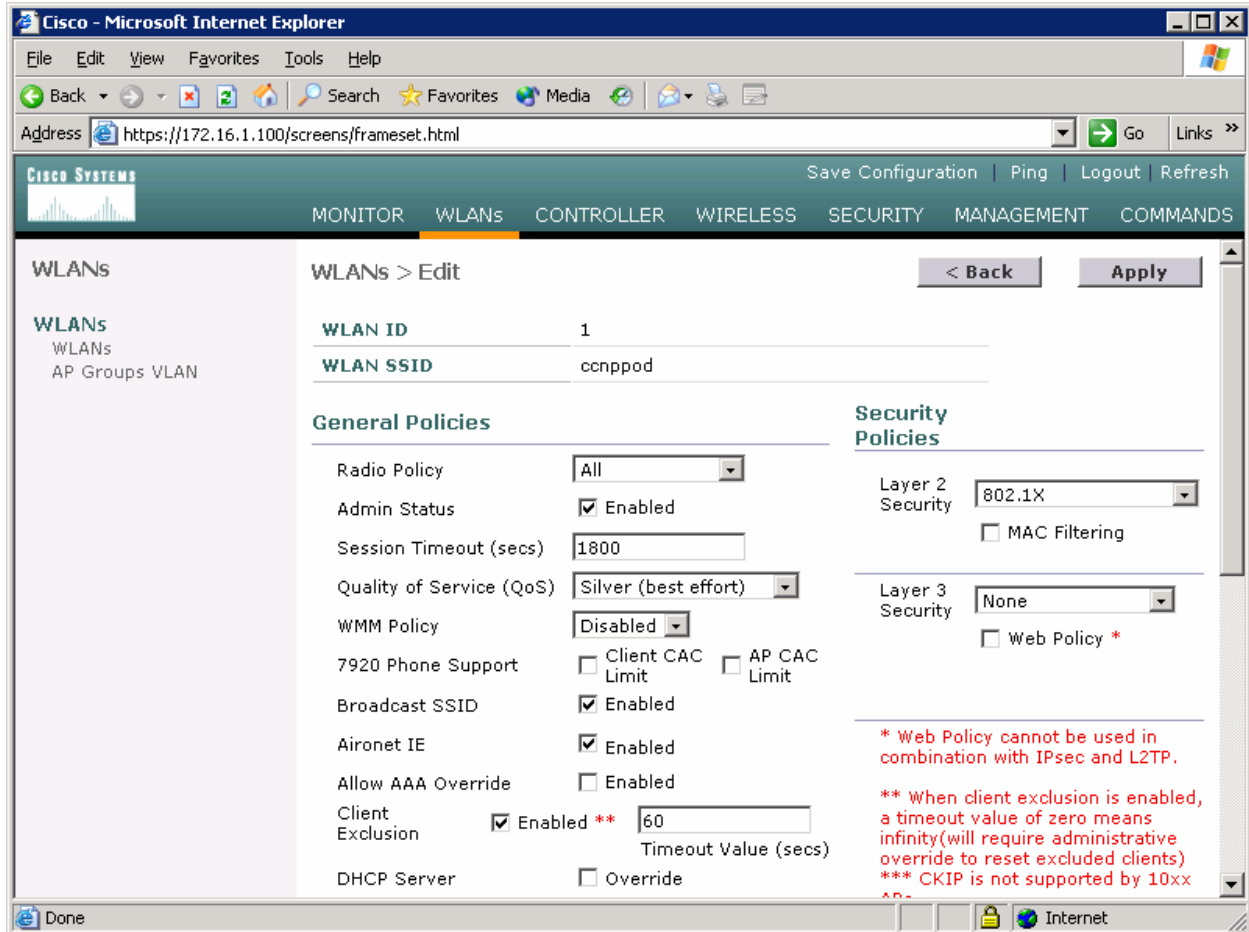 Cisco - Microsoft Internet Explorer
File Edit View Favorites Tools Help
Back Search Favorites Media
Address https://172.16.1.100/screens/frameset.html Go Links »
CISCO SYSTEMS
Save Configuration | Ping | Logout | Refresh
MONITOR WLANs CONTROLLER WIRELESS SECURITY MANAGEMENT COMMANDS
WLANs
WLANs
WLANs
AP Groups VLAN
WLANs > Edit
< Back Apply
WLAN ID 1
WLAN SSID ccnppod
General Policies
Radio Policy All
Admin Status Enabled
Session Timeout (secs) 1800
Quality of Service (QoS) Silver (best effort)
WMM Policy Disabled
7920 Phone Support Client CAC Limit AP CAC Limit
Broadcast SSID Enabled
Aironet IE Enabled
Allow AAA Override Enabled
Client Exclusion Enabled ** 60
Timeout Value (secs)
DHCP Server Override
Security
Policies
Layer 2 Security 802.1X
MAC Filtering
Layer 3 Security None
Web Policy *
* Web Policy cannot be used in
combination with IPsec and L2TP.
** When client exclusion is enabled,
a timeout value of zero means
infinity(will require administrative
override to reset excluded clients)
*** CKIP is not supported by 10xx
Done Internet